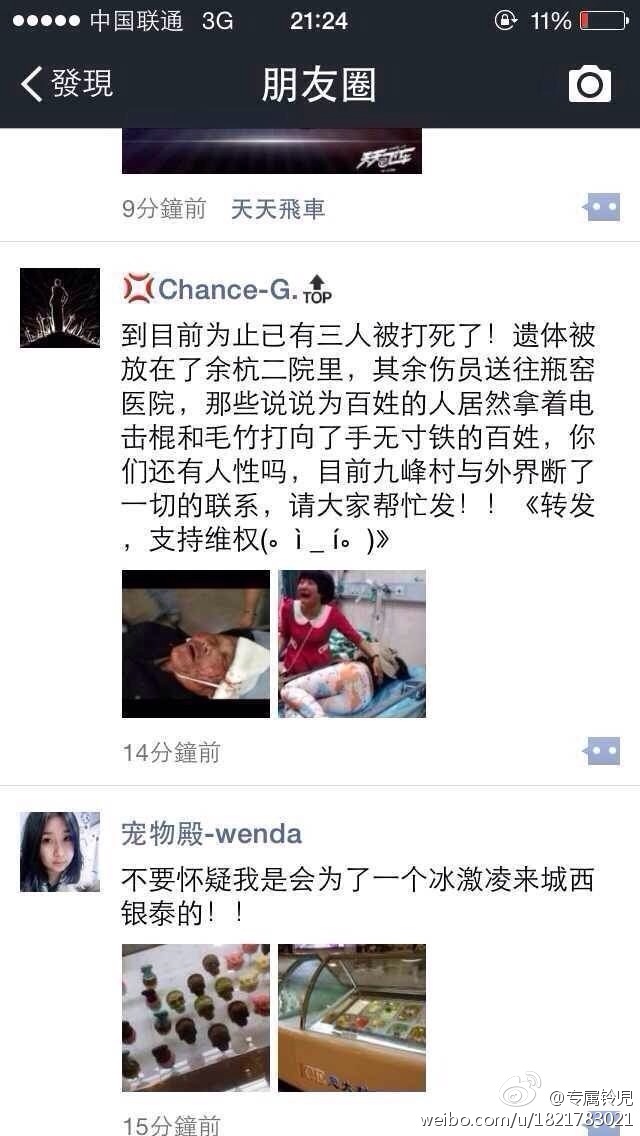 中国联通 3G 21:24 11%
發現 朋友圈
天天飞车
9分鐘前 天天飛車
Chance-G. TOP
到目前为止已有三人被打死了！遗体被
放在了余杭二院里，其余伤员送往瓶窑
医院，那些说说为百姓的人居然拿着电
击棍和毛竹打向了手无寸铁的百姓，你
们还有人性吗，目前九峰村与外界断了
一切的联系，请大家帮忙发！！《转发
，支持维权(。ì _ í。)》
14分鐘前
宠物殿-wenda
不要怀疑我是会为了一个冰激凌来城西
银泰的！！
15分鐘前
@专属铃児
weibo.com/u/1821783021